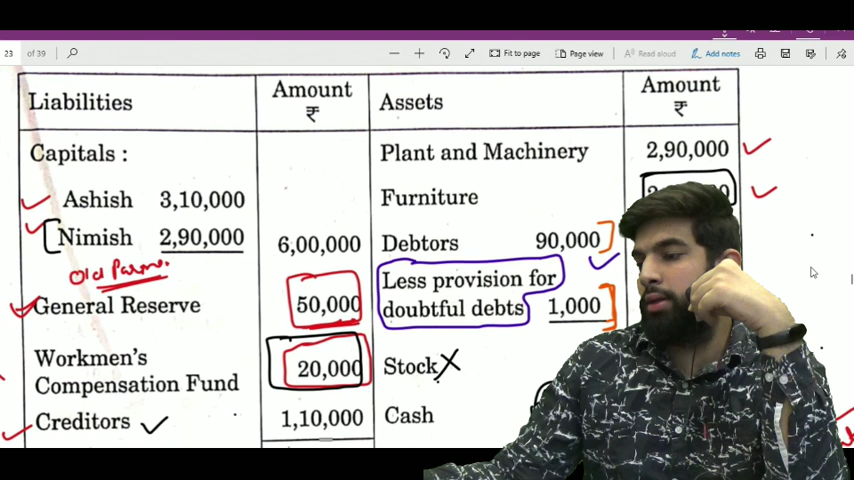 23 of 39 Fit to page Page view Read aloud Add notes
Liabilities Amount ₹ Assets Amount ₹
Capitals : Plant and Machinery 2,90,000
Ashish 3,10,000 Furniture
Nimish 2,90,000 6,00,000 Debtors 90,000
Old
Less provision for
General Reserve 50,000 doubtful debts 1,000
Workmen's
Compensation Fund 20,000 Stock
Creditors 1,10,000 Cash